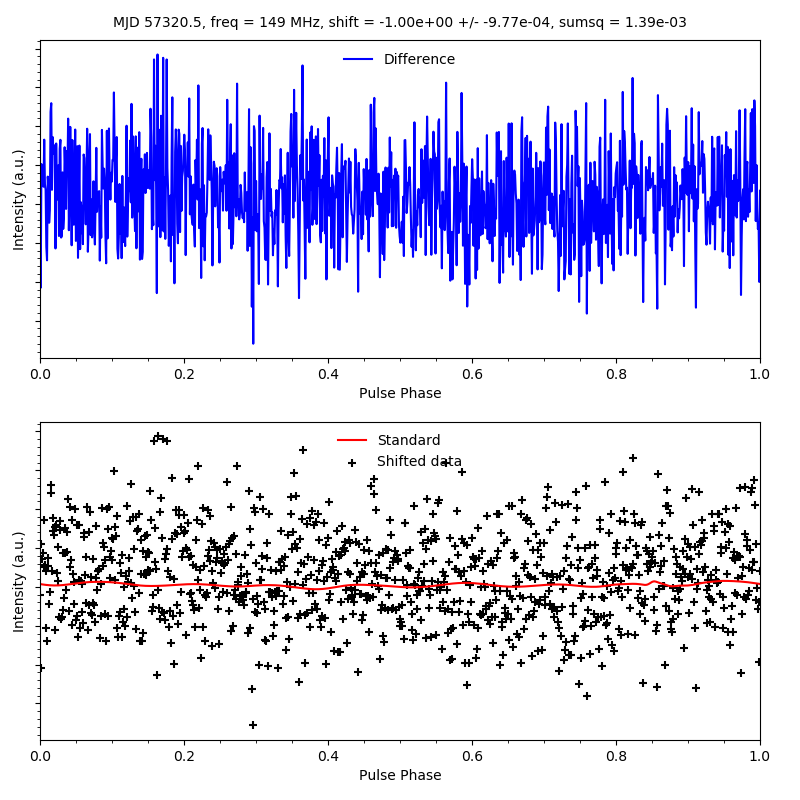 MJD 57320.5, freq = 149 MHz, shift = -1.00e+00 +/- -9.77e-04, sumsq = 1.39e-03
Difference
Intensity (a.u.)
0.0 0.2 0.4 0.6 0.8 1.0
Pulse Phase
Standard
Shifted data
Intensity (a.u.)
0.0 0.2 0.4 0.6 0.8 1.0
Pulse Phase